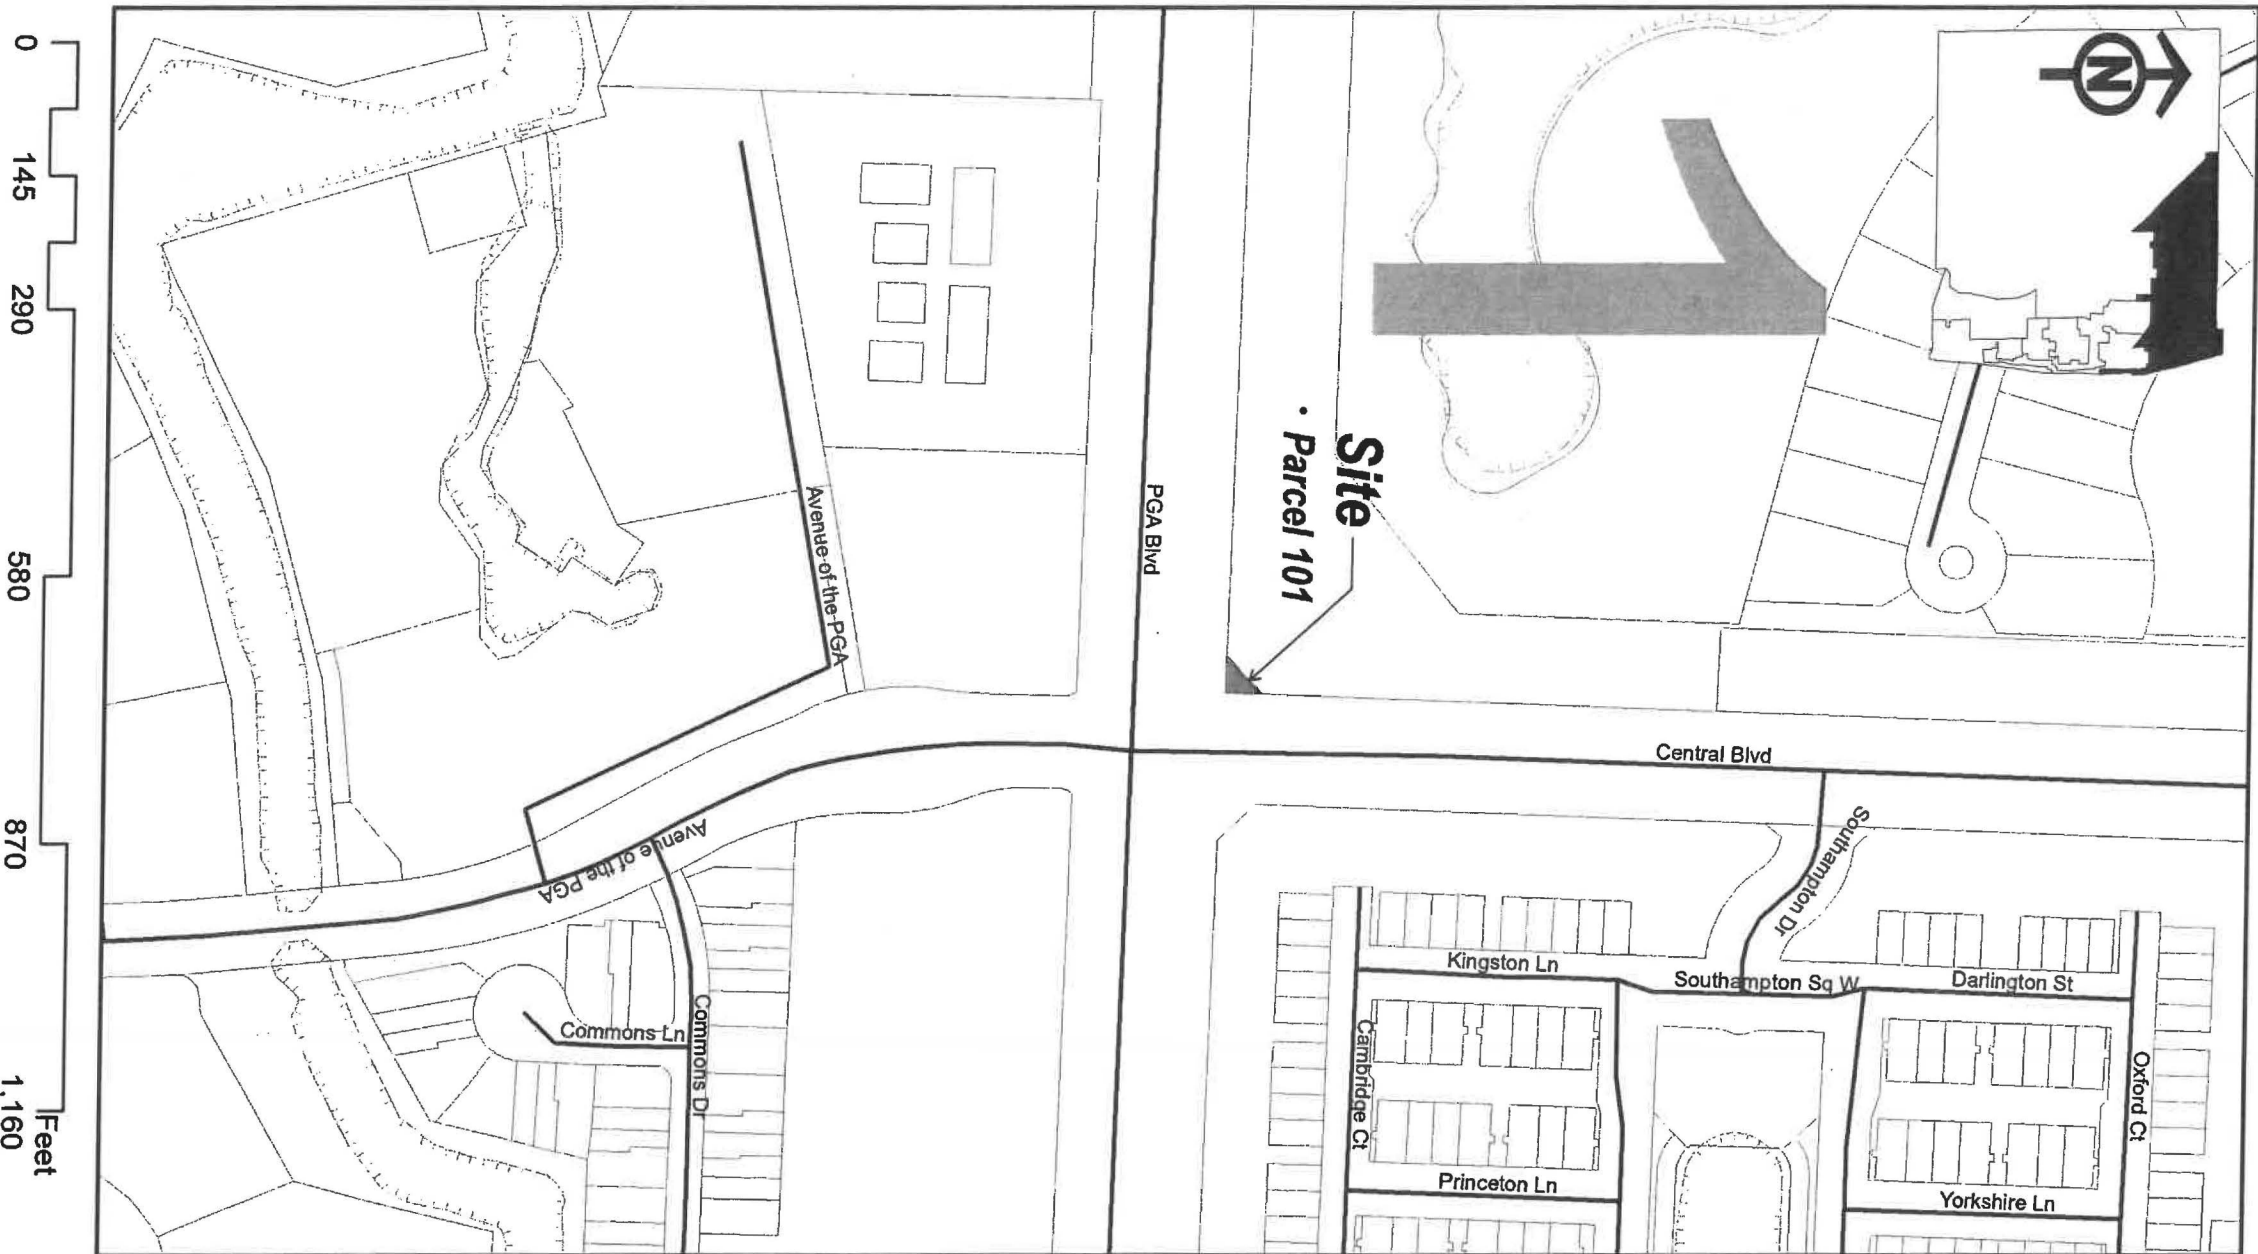 N
1
Site
• Parcel 101
PGA Blvd
Central Blvd
Avenue-of-the-PGA
Avenue of the PGA
Southampton Dr
Kingston Ln
Southampton Sq W
Darlington St
Cambridge Ct
Oxford Ct
Princeton Ln
Yorkshire Ln
Commons Ln
Commons Dr
0 145 290 580 870 1,160
Feet